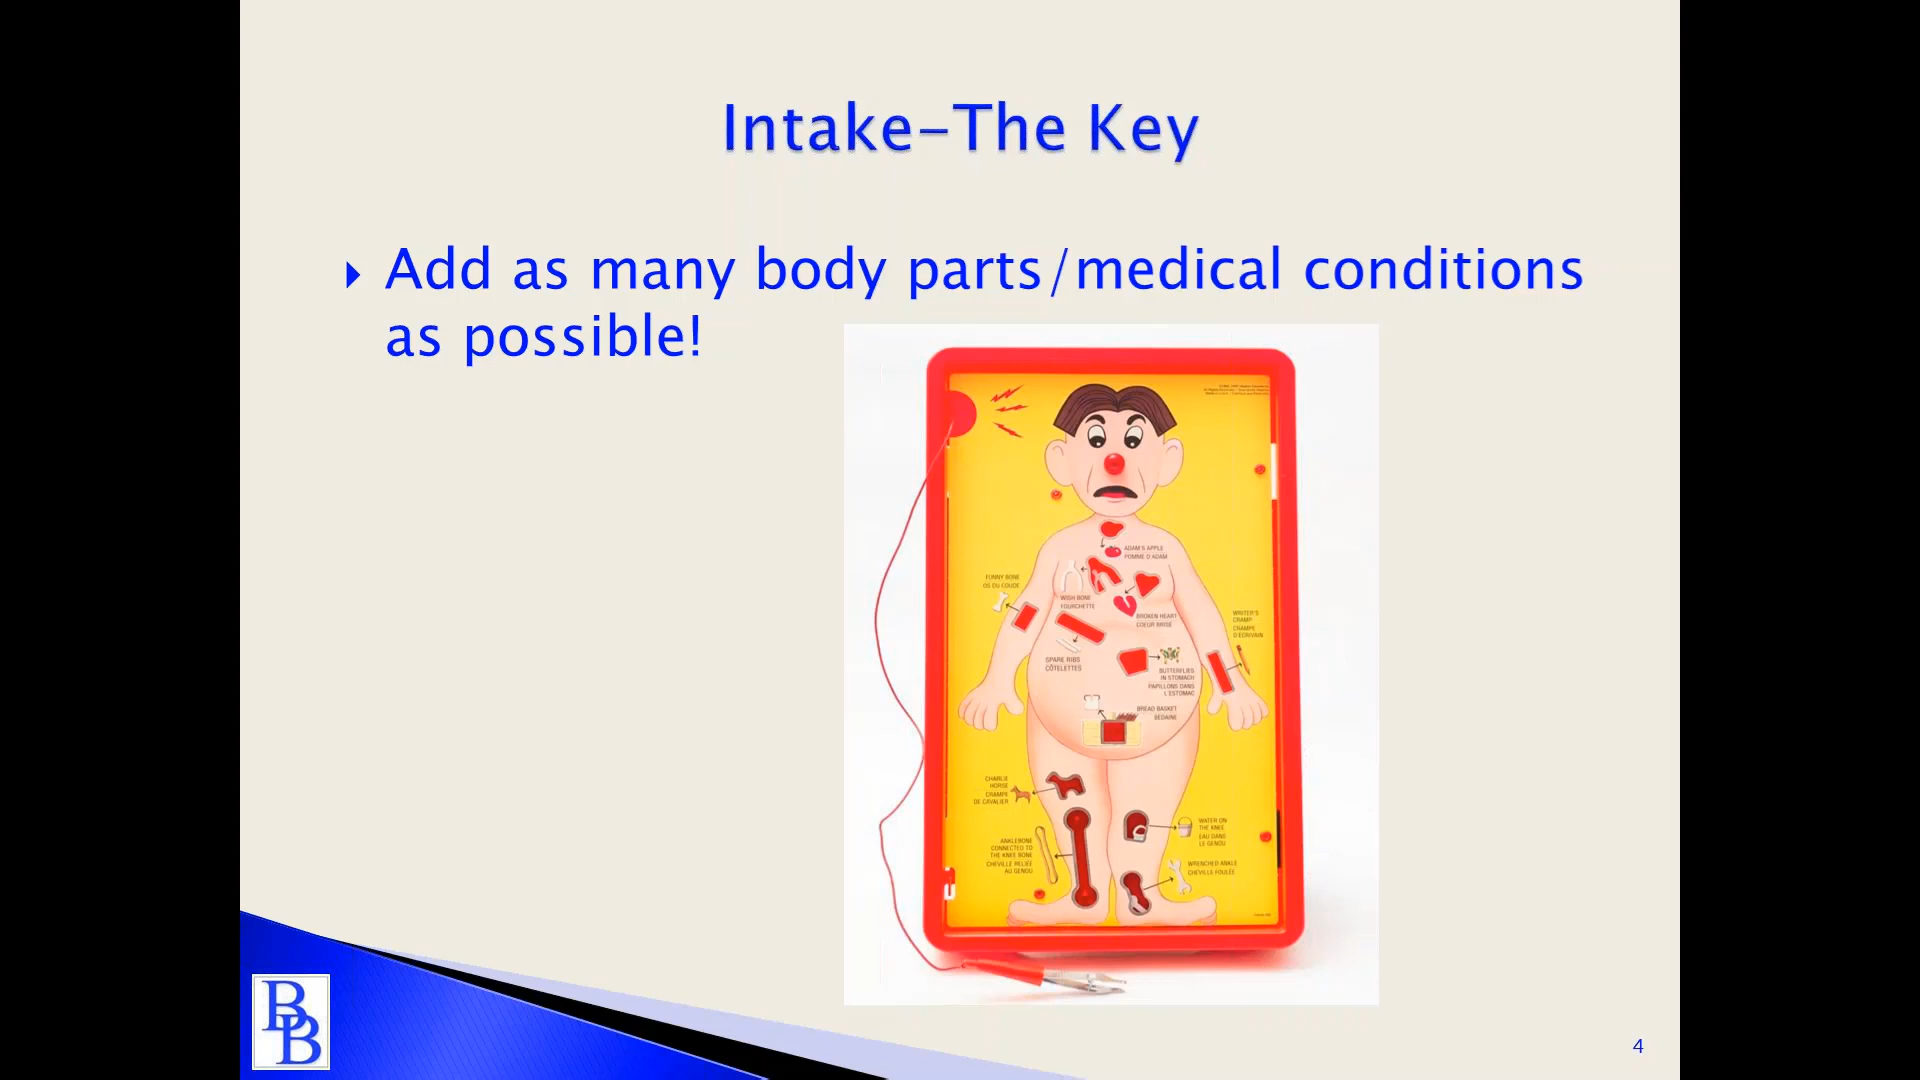 Intake-The Key
Add as many body parts/medical conditions
as possible!
ADAM'S APPLE
POMME D'ADAM
FUNNY BONE
OS DU COUDE
WISH BONE
FOURCHETTE
BROKEN HEART
COEUR BRISÉ
WRITER'S
CRAMP
CRAMPE
D'ÉCRIVAIN
SPARE RIBS
CÔTELETTES
BUTTERFLIES
IN STOMACH
PAPILLONS DANS
L'ESTOMAC
BREAD BASKET
BEDAINE
CHARLIE
HORSE
CRAMPE
DE CAVALIER
WATER ON
THE KNEE
EAU DANS
LE GENOU
ANKLEBONE
CONNECTED TO
THE KNEE BONE
CHEVILLE RELIÉE
AU GENOU
WRENCHED ANKLE
CHEVILLE FOULÉE
BB
4